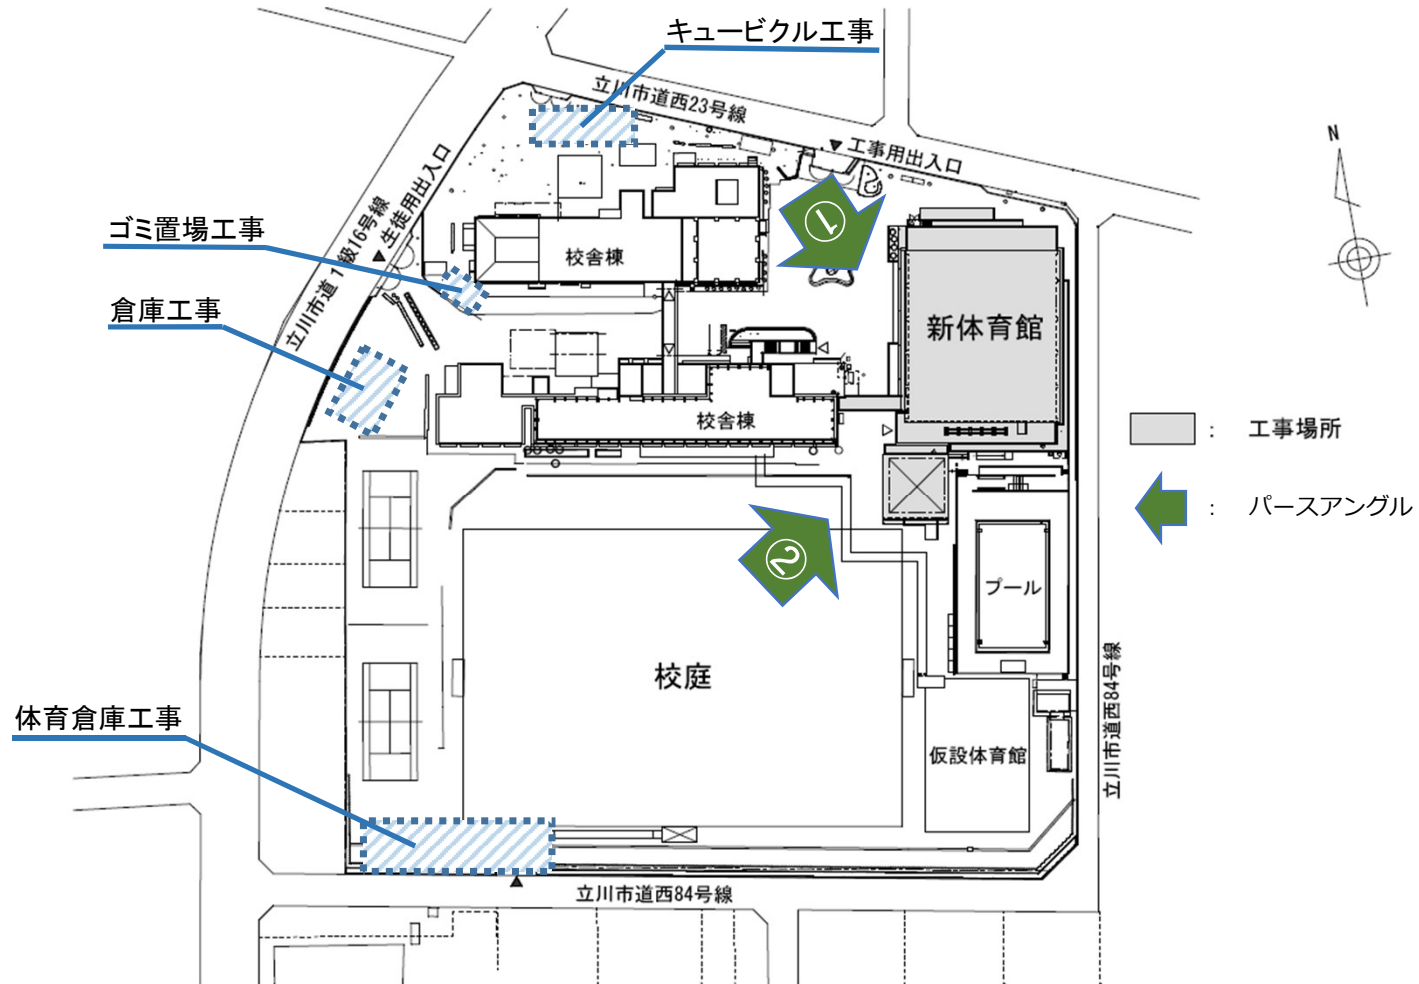 キュービクル工事
立川市道西23号線
▲工事用出入口
N
立川市道1級16号線
▲生徒用出入口
①
ゴミ置場工事
校舎棟
倉庫工事
新体育館
校舎棟
： 工事場所
： パースアングル
②
プール
校庭
立川市道西84号線
体育倉庫工事
仮設体育館
立川市道西84号線